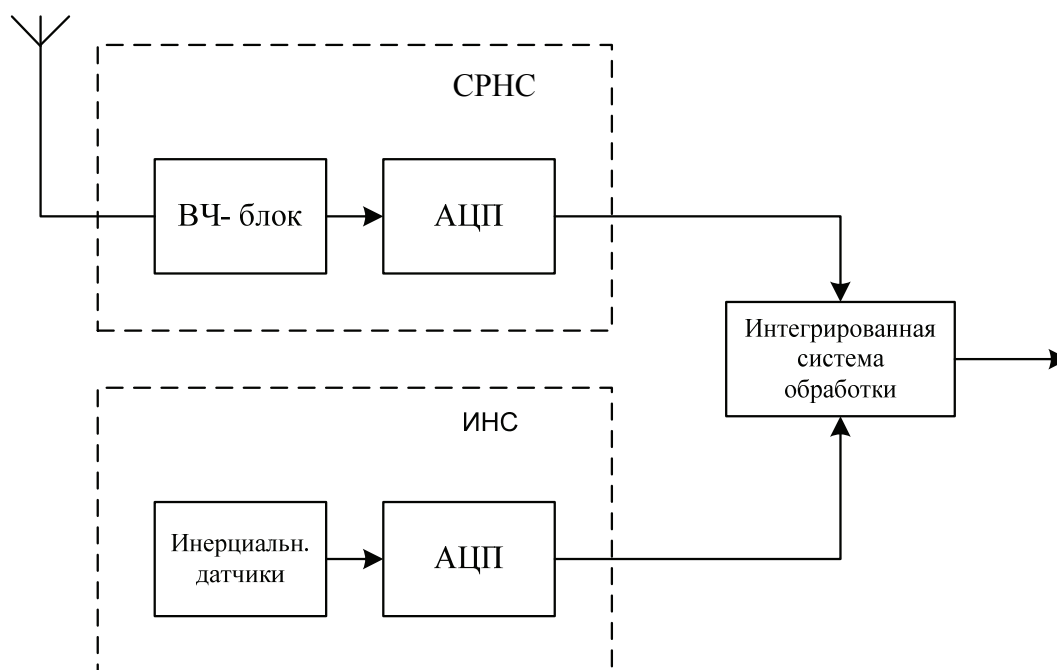 СРНС
ВЧ- блок
АЦП
Интегрированная
система
обработки
ИНС
Инерциальн.
датчики
АЦП